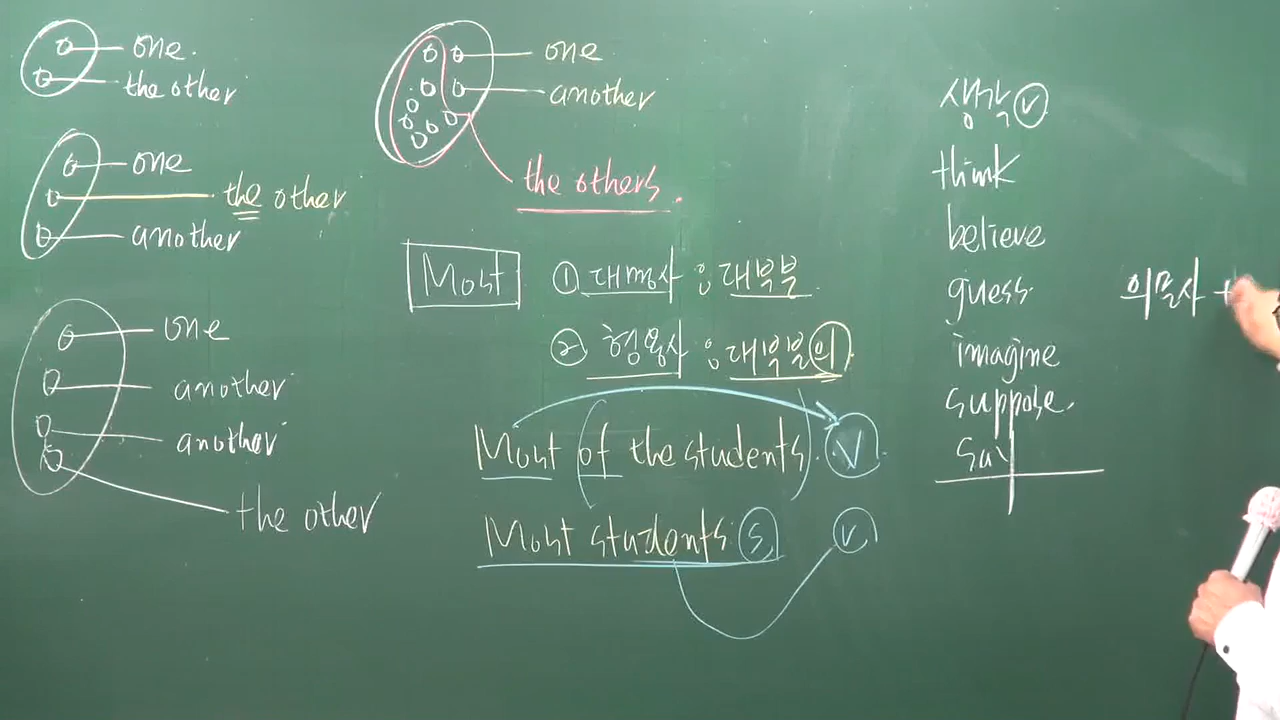 one.
the other
one
the other
another
one
another
another
the other
one
another
the others.
Most
① 대명사 : 대부분
② 형용사 : 대부분의.
Most (of the students) V
Most students S V
생각 V
think
believe
guess
imagine
suppose.
의문사 +